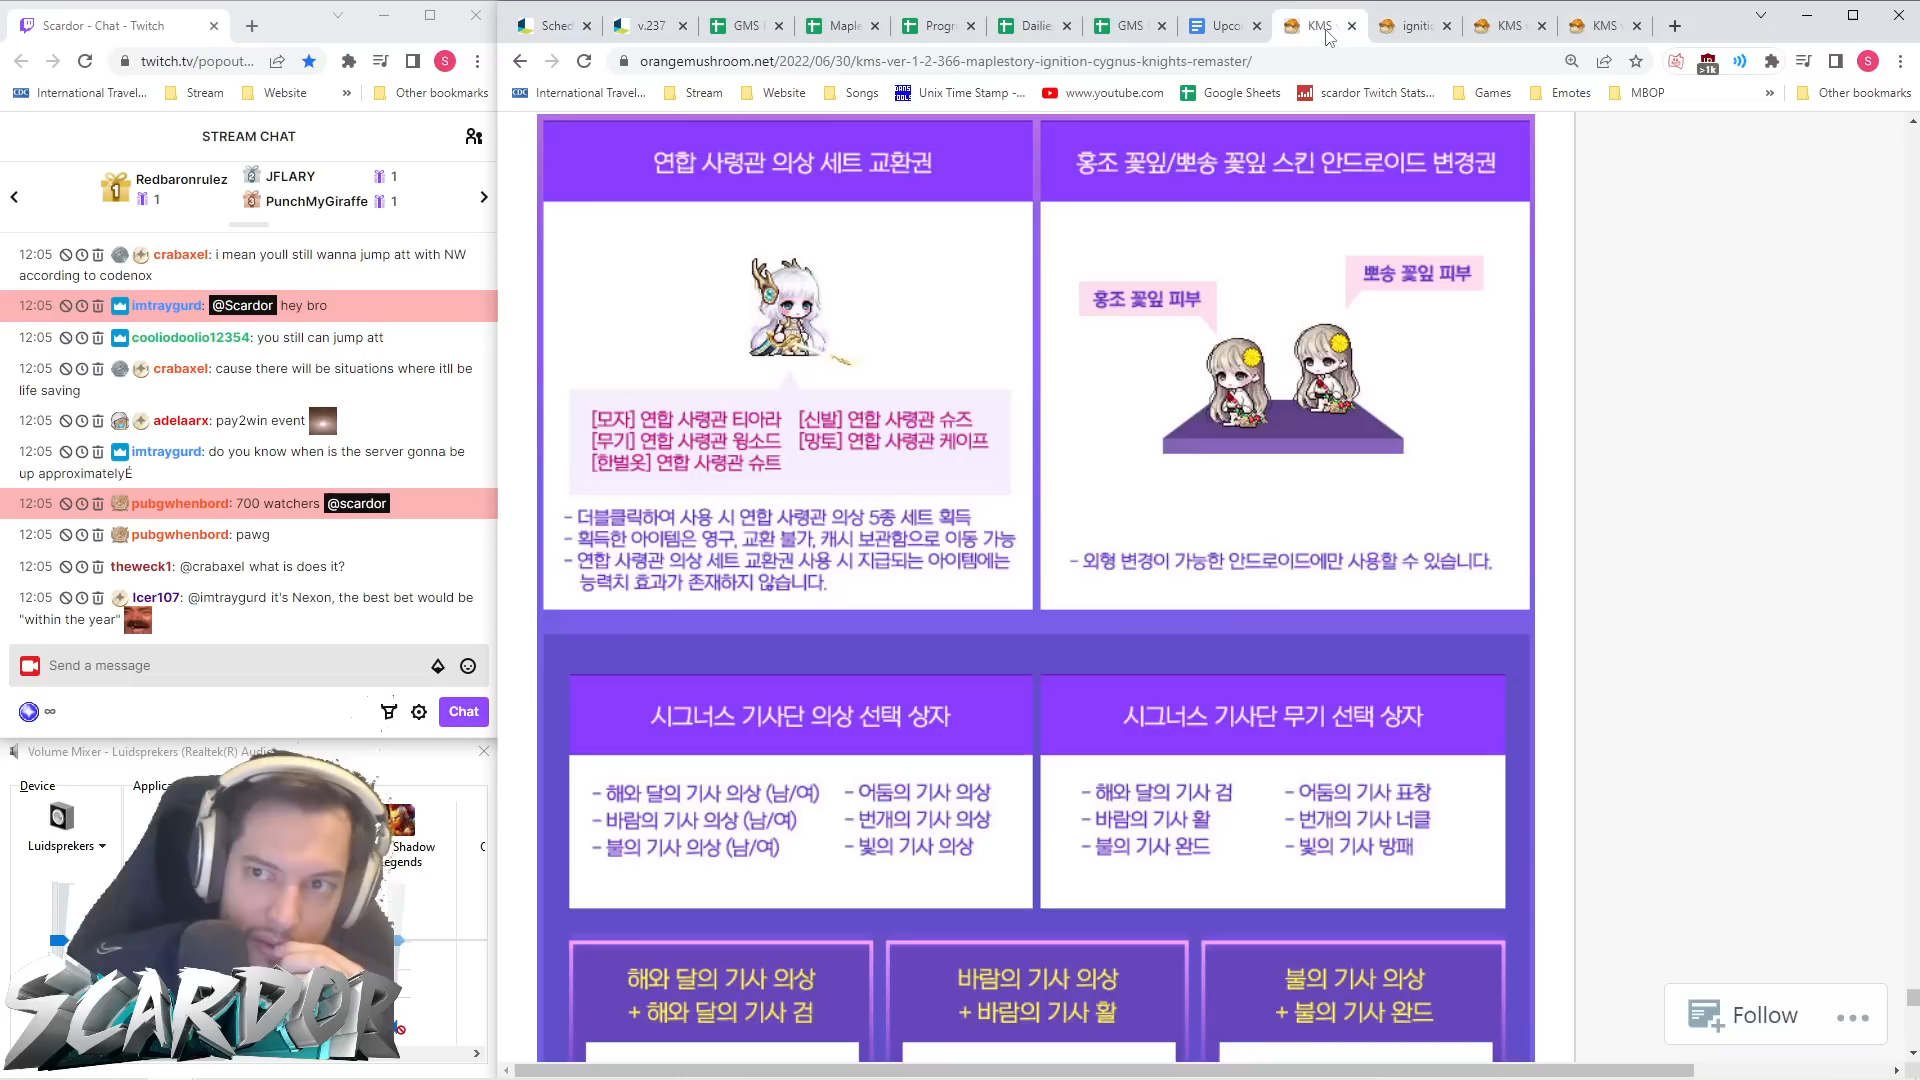 Scardor - Chat - Twitch
twitch.tv/popout...
S
International Travel...
Stream
Website
»
Other bookmarks
STREAM CHAT
Redbaronrulez
1
JFLARY
1
PunchMyGiraffe
1
12:05 crabaxel: i mean youll still wanna jump att with NW
according to codenox
12:05 imtraygurd: @Scardor hey bro
12:05 cooliodoolio12354: you still can jump att
12:05 crabaxel: cause there will be situations where itll be
life saving
12:05 adelaarx: pay2win event
12:05 imtraygurd: do you know when is the server gonna be
up approximatelyÉ
12:05 pubgwhenbord: 700 watchers @scardor
12:05 pubgwhenbord: pawg
12:05 theweck1: @crabaxel what is does it?
12:05 Icer107: @imtraygurd it's Nexon, the best bet would be
"within the year"
Send a message
∞
Chat
Volume Mixer - Luidsprekers (Realtek(R) Audi
Device
Applica
Luidsprekers
Shadow
egends
SCARDOR
Sched
v.237
GMS
Maple
Progr
Dailie
GMS
Upco
KMS
igniti
KMS
KMS
orangemushroom.net/2022/06/30/kms-ver-1-2-366-maplestory-ignition-cygnus-knights-remaster/
>1k
S
International Travel...
Stream
Website
Songs
Unix Time Stamp -...
www.youtube.com
Google Sheets
scardor Twitch Stats...
Games
Emotes
MBOP
»
Other bookmarks
연합 사령관 의상 세트 교환권
[모자] 연합 사령관 티아라 [신발] 연합 사령관 슈즈
[무기] 연합 사령관 윙소드 [망토] 연합 사령관 케이프
[한벌옷] 연합 사령관 슈트
- 더블클릭하여 사용 시 연합 사령관 의상 5종 세트 획득
- 획득한 아이템은 영구, 교환 불가, 캐시 보관함으로 이동 가능
- 연합 사령관 의상 세트 교환권 사용 시 지급되는 아이템에는
능력치 효과가 존재하지 않습니다.
홍조 꽃잎/뽀송 꽃잎 스킨 안드로이드 변경권
뽀송 꽃잎 피부
홍조 꽃잎 피부
- 외형 변경이 가능한 안드로이드에만 사용할 수 있습니다.
시그너스 기사단 의상 선택 상자
- 해와 달의 기사 의상 (남/여) - 어둠의 기사 의상
- 바람의 기사 의상 (남/여) - 번개의 기사 의상
- 불의 기사 의상 (남/여) - 빛의 기사 의상
시그너스 기사단 무기 선택 상자
- 해와 달의 기사 검 - 어둠의 기사 표창
- 바람의 기사 활 - 번개의 기사 너클
- 불의 기사 완드 - 빛의 기사 방패
해와 달의 기사 의상
+ 해와 달의 기사 검
바람의 기사 의상
+ 바람의 기사 활
불의 기사 의상
+ 불의 기사 완드
Follow